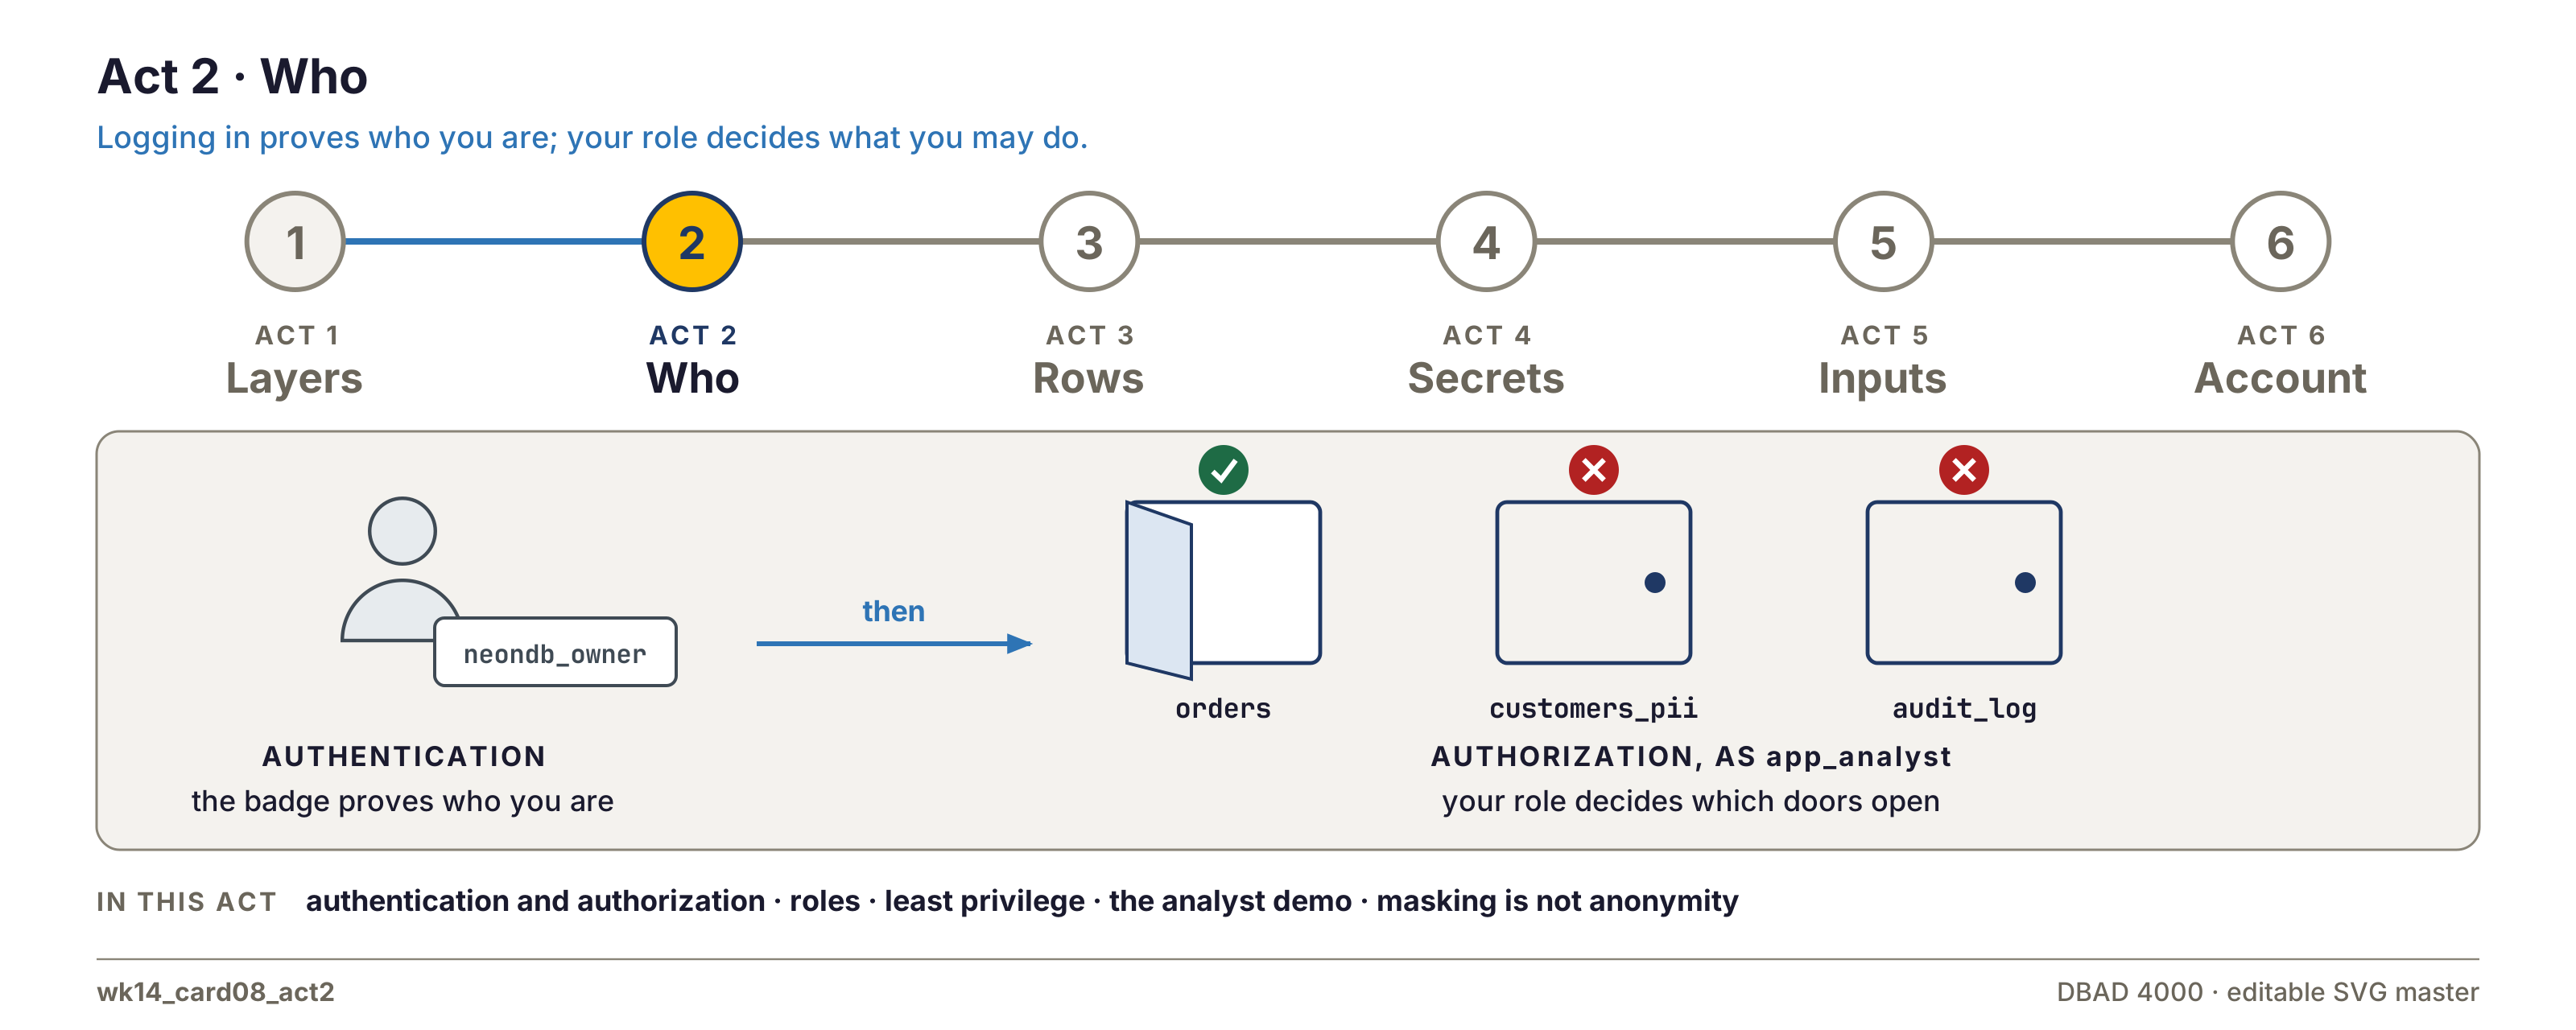 Act 2 · Who
Logging in proves who you are; your role decides what you may do.
1
2
3
4
5
6
ACT 1
Layers
ACT 2
Who
ACT 3
Rows
ACT 4
Secrets
ACT 5
Inputs
ACT 6
Account
neondb_owner
AUTHENTICATION
the badge proves who you are
then
orders
customers_pii
audit_log
AUTHORIZATION, AS app_analyst
your role decides which doors open
IN THIS ACT authentication and authorization · roles · least privilege · the analyst demo · masking is not anonymity
wk14_card08_act2
DBAD 4000 · editable SVG master